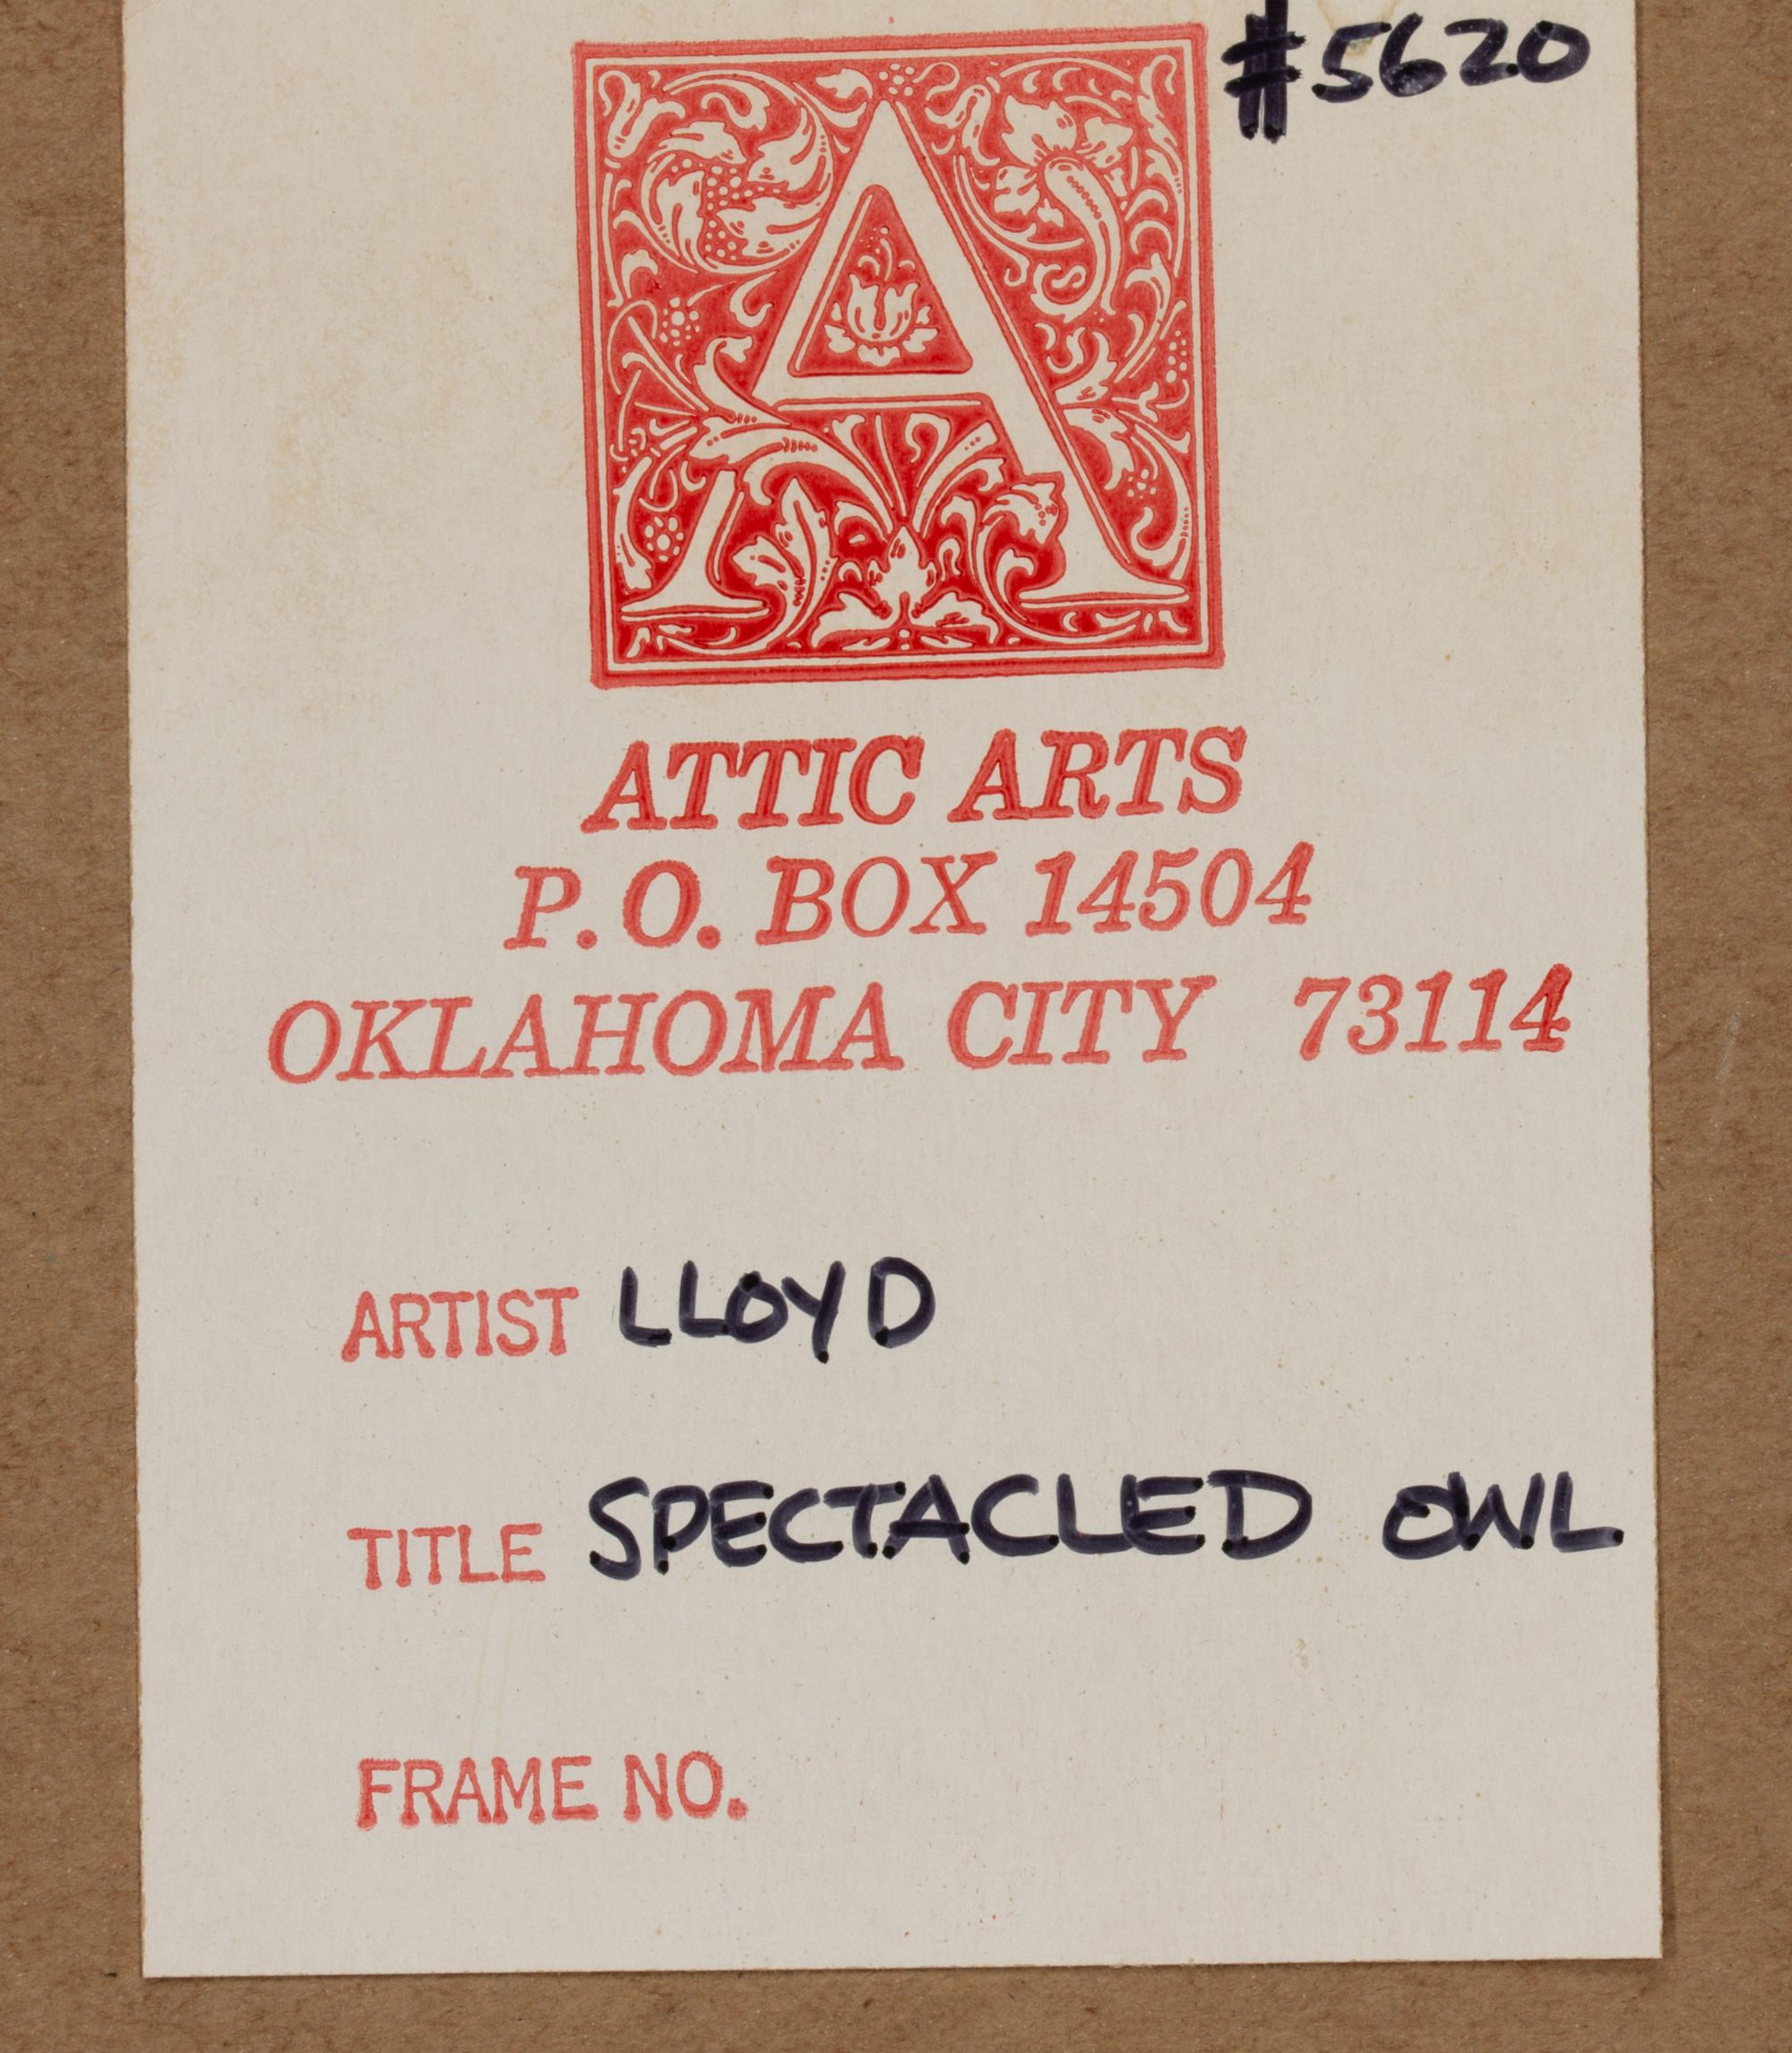 #5620
A
ATTIC ARTS
P.O. BOX 14504
OKLAHOMA CITY 73114
ARTIST LLOYD
TITLE SPECTACLED OWL
FRAME NO.